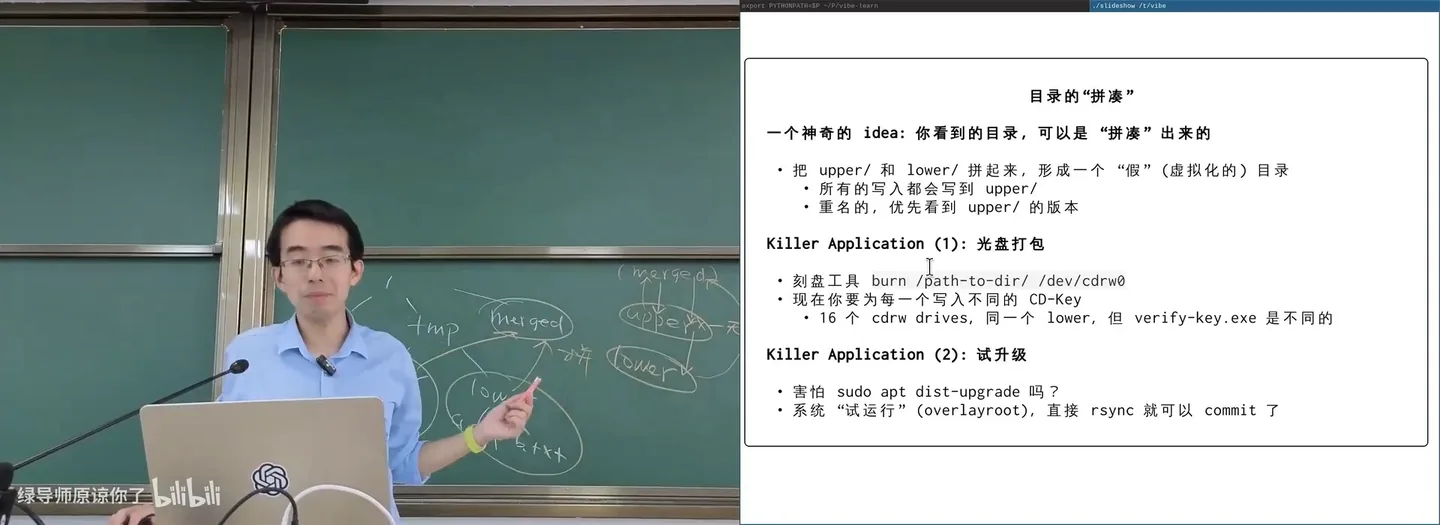 export PYTHONPATH=$P ~/P/vibe-learn
./slideshow /t/vibe
目录的“拼凑”
一个神奇的 idea: 你看到的目录，可以是 “拼凑” 出来的
• 把 upper/ 和 lower/ 拼起来，形成一个 “假” (虚拟化的) 目录
• 所有的写入都会写到 upper/
• 重名的，优先看到 upper/ 的版本
Killer Application (1): 光盘打包
• 刻盘工具 burn /path-to-dir/ /dev/cdrw0
• 现在你要为每一个写入不同的 CD-Key
• 16 个 cdrw drives, 同一个 lower, 但 verify-key.exe 是不同的
Killer Application (2): 试升级
• 害怕 sudo apt dist-upgrade 吗？
• 系统 “试运行” (overlayroot), 直接 rsync 就可以 commit 了
(merged)
tmp
merged
upper
lower
b.txt
绿导师原谅你了 bilibili